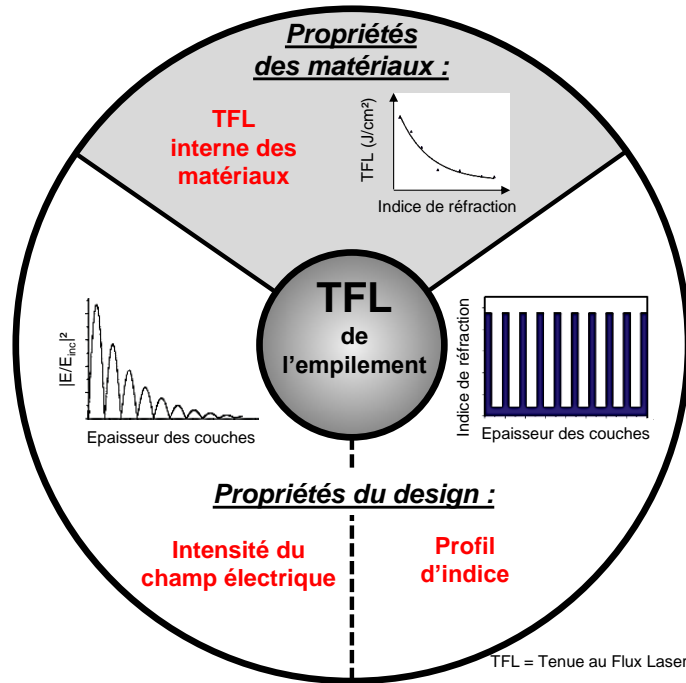 Propriétés
des matériaux :
TFL
interne des
matériaux
TFL (J/cm²)
Indice de réfraction
TFL
de
l'empilement
|E/E_inc|²
Epaisseur des couches
Indice de réfraction
Epaisseur des couches
Propriétés du design :
Intensité du
champ électrique
Profil
d'indice
TFL = Tenue au Flux Laser